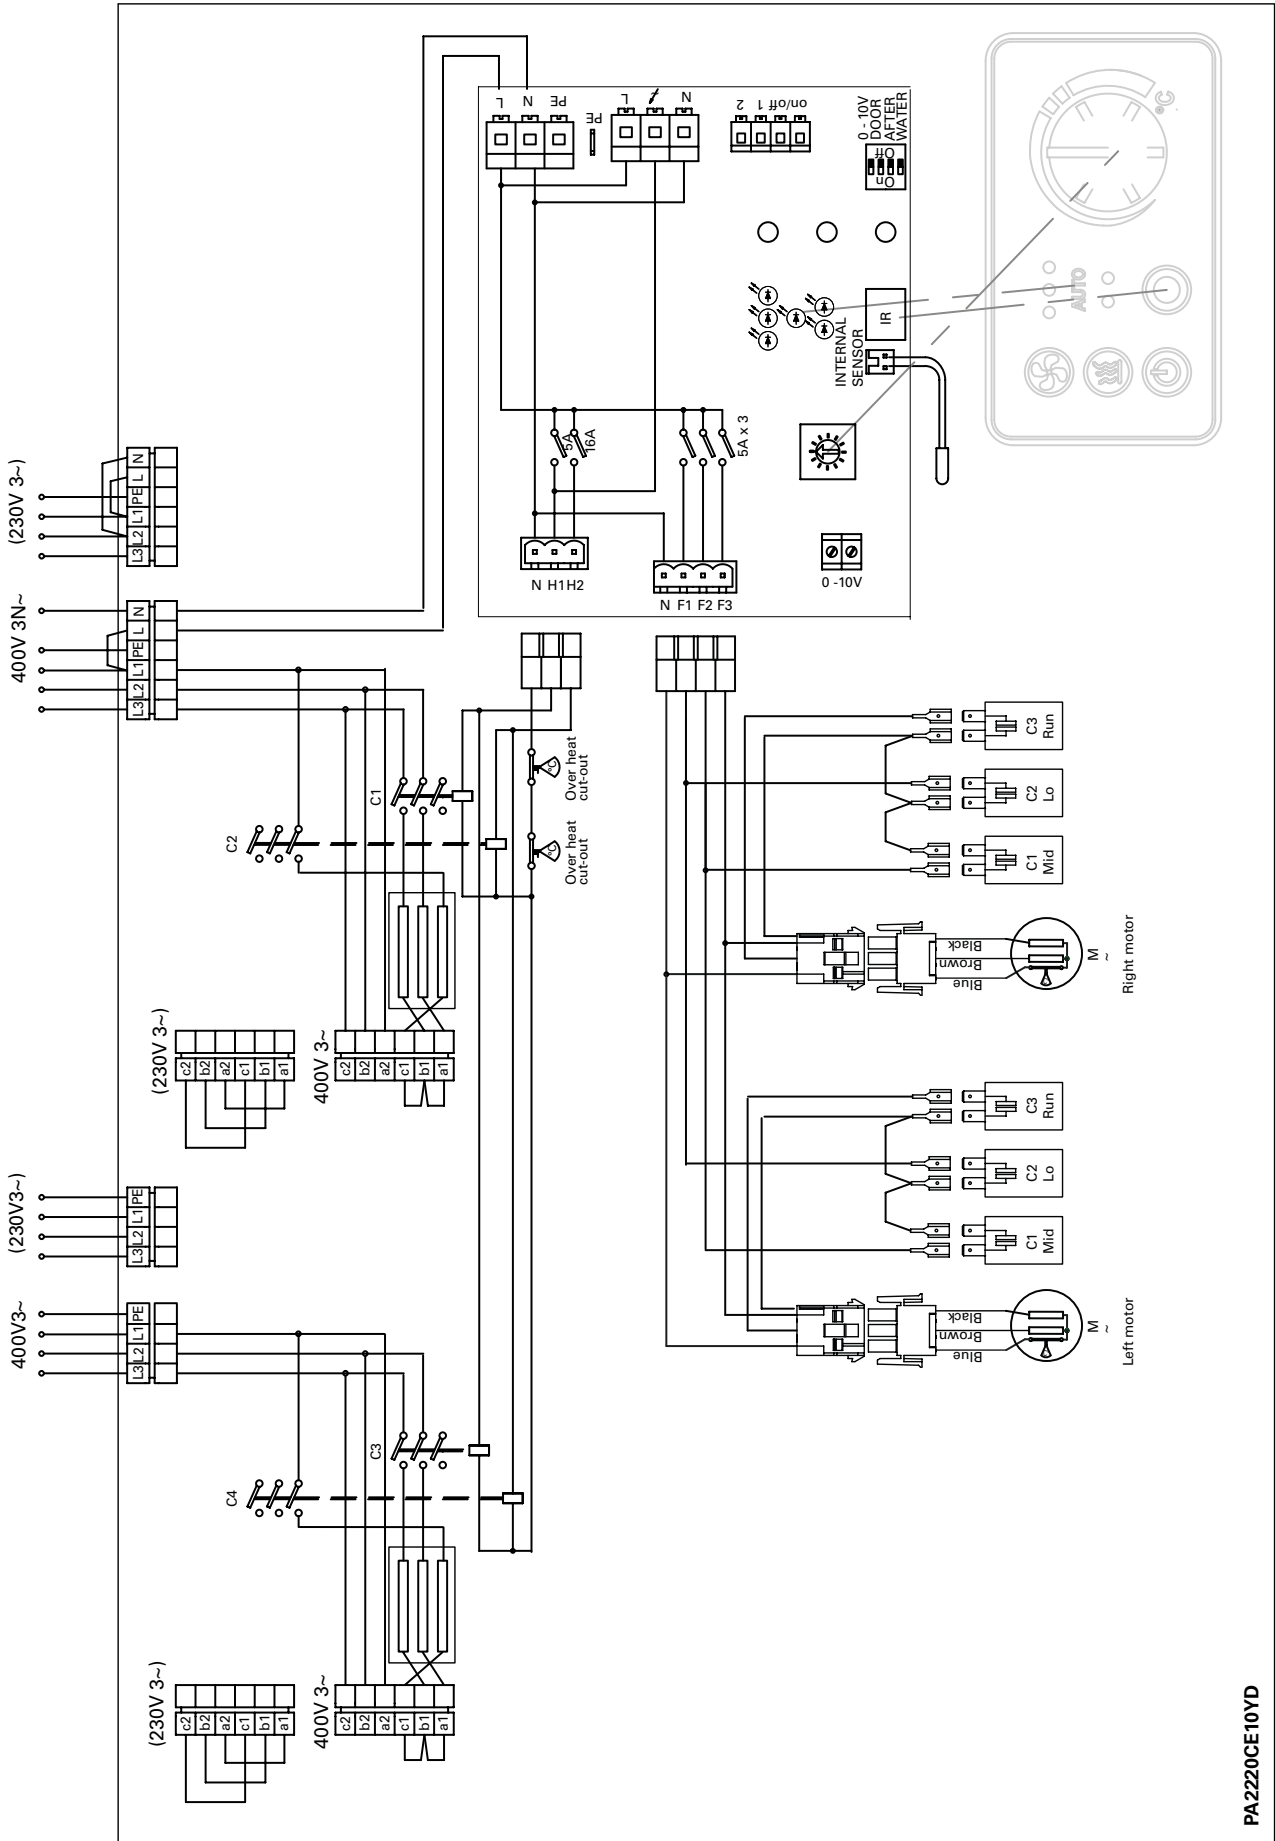 (230V 3~)
L3 L2 L1 PE L N
400V 3N~
L3 L2 L1 PE L N
C2
C1
Over heat
cut-out
Over heat
cut-out
(230V 3~)
c2
b2
a2
c1
b1
a1
400V 3~
c2
b2
a2
c1
b1
a1
(230V3~)
L3 L2 L1 PE
400V3~
L3 L2 L1 PE
C4
C3
(230V 3~)
c2
b2
a2
c1
b1
a1
400V 3~
c2
b2
a2
c1
b1
a1
L N PE
PE
L N
2 1 on/off
0 - 10V
DOOR
AFTER
WATER
Off
On
5A
16A
5A x 3
INTERNAL
SENSOR
IR
N H1 H2
N F1 F2 F3
0 -10V
°C
AUTO
°C
°C
C3
Run
C2
Lo
C1
Mid
Black
Brown
Blue
M
~
Right motor
C3
Run
C2
Lo
C1
Mid
Black
Brown
Blue
M
~
Left motor
PA2220CE10YD